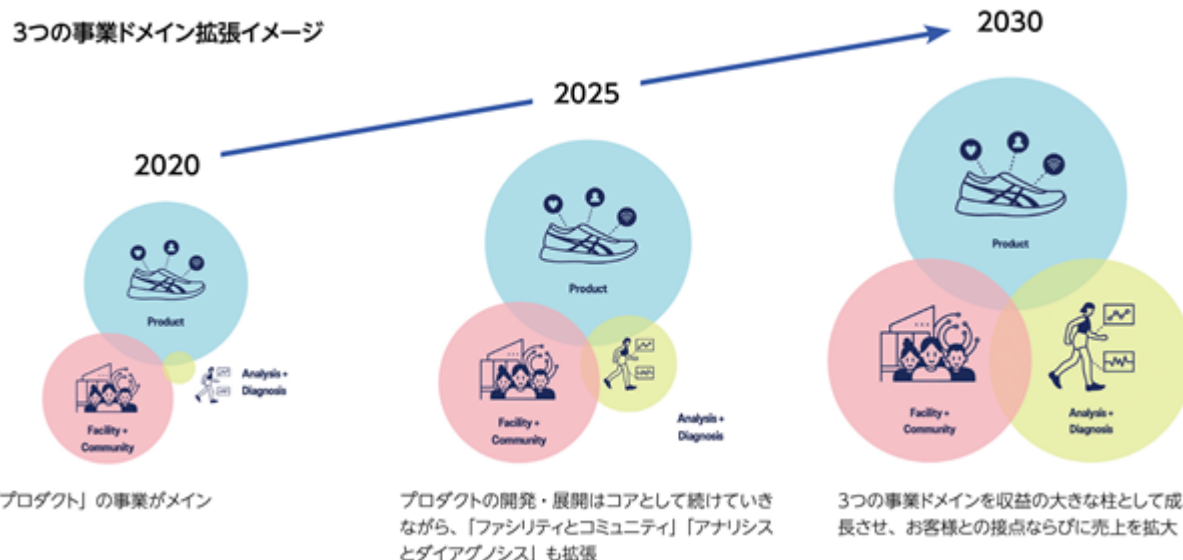 3つの事業ドメイン拡張イメージ
2020
2025
2030
Product
Facility +
Community
Analysis +
Diagnosis
プロダクト」の事業がメイン
Product
Facility +
Community
Analysis +
Diagnosis
プロダクトの開発・展開はコアとして続けていき
ながら、「ファシリティとコミュニティ」「アナリシス
とダイアグノシス」も拡張
Product
Facility +
Community
Analysis +
Diagnosis
3つの事業ドメインを収益の大きな柱として成
長させ、お客様との接点ならびに売上を拡大